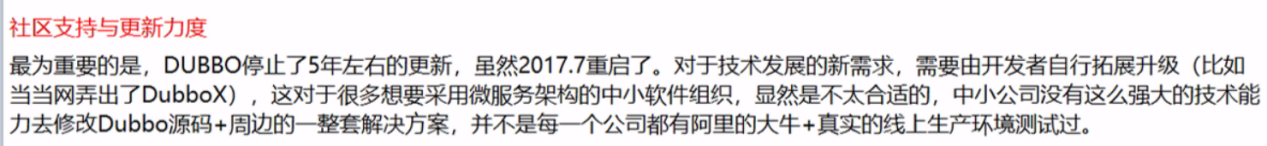 社区支持与更新力度
最为重要的是，DUBBO停止了5年左右的更新，虽然2017.7重启了。对于技术发展的新需求，需要由开发者自行拓展升级（比如
当当网弄出了DubboX），这对于很多想要采用微服务架构的中小软件组织，显然是不太合适的，中小公司没有这么强大的技术能
力去修改Dubbo源码+周边的一整套解决方案，并不是每一个公司都有阿里的大牛+真实的线上生产环境测试过。